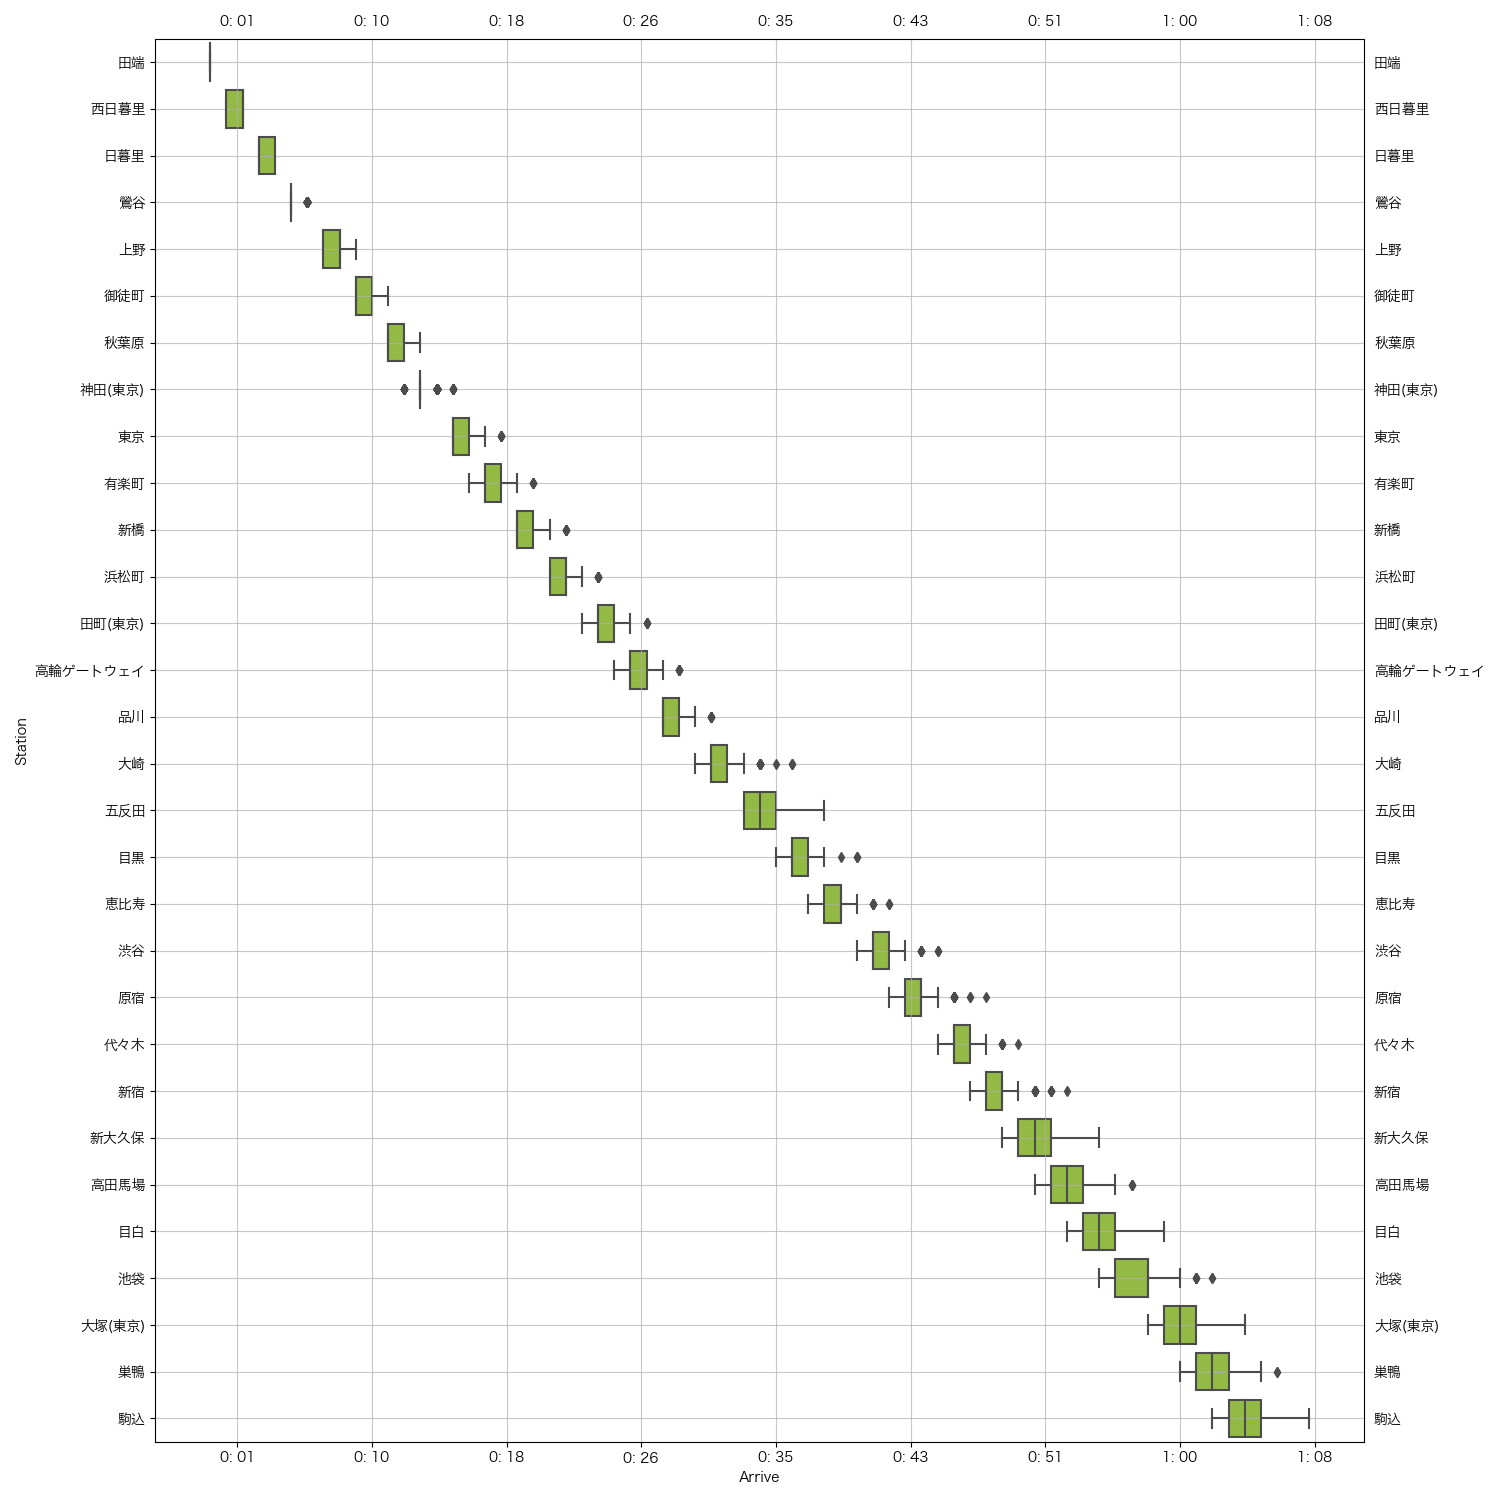 0: 01 0: 10 0: 18 0: 26 0: 35 0: 43 0: 51 1: 00 1: 08
田端 田端
西日暮里 西日暮里
日暮里 日暮里
鶯谷 鶯谷
上野 上野
御徒町 御徒町
秋葉原 秋葉原
神田(東京) 神田(東京)
東京 東京
有楽町 有楽町
新橋 新橋
浜松町 浜松町
田町(東京) 田町(東京)
高輪ゲートウェイ 高輪ゲートウェイ
品川 品川
Station
大崎 大崎
五反田 五反田
目黒 目黒
恵比寿 恵比寿
渋谷 渋谷
原宿 原宿
代々木 代々木
新宿 新宿
新大久保 新大久保
高田馬場 高田馬場
目白 目白
池袋 池袋
大塚(東京) 大塚(東京)
巣鴨 巣鴨
駒込 駒込
0: 01 0: 10 0: 18 0: 26 0: 35 0: 43 0: 51 1: 00 1: 08
Arrive